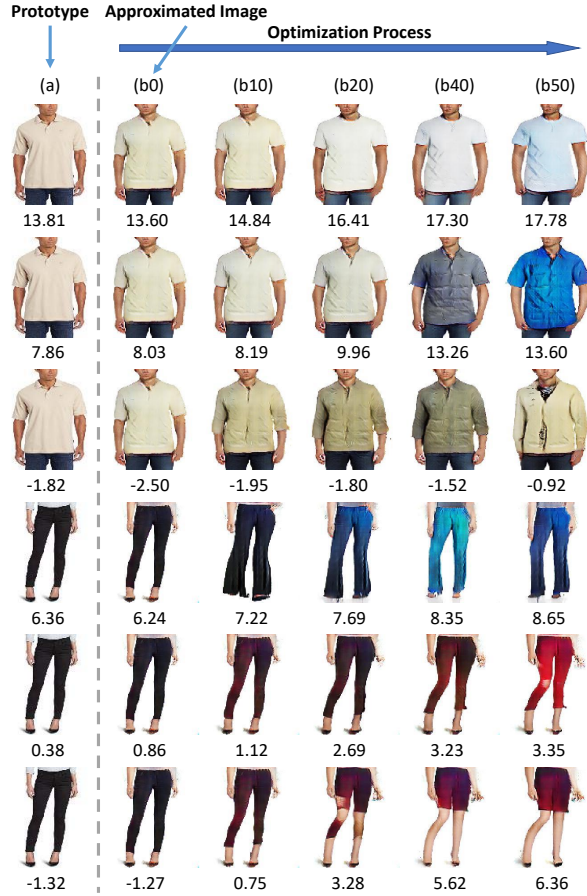 Prototype Approximated Image
Optimization Process
(a) (b0) (b10) (b20) (b40) (b50)
13.81 13.60 14.84 16.41 17.30 17.78
7.86 8.03 8.19 9.96 13.26 13.60
-1.82 -2.50 -1.95 -1.80 -1.52 -0.92
6.36 6.24 7.22 7.69 8.35 8.65
0.38 0.86 1.12 2.69 3.23 3.35
-1.32 -1.27 0.75 3.28 5.62 6.36